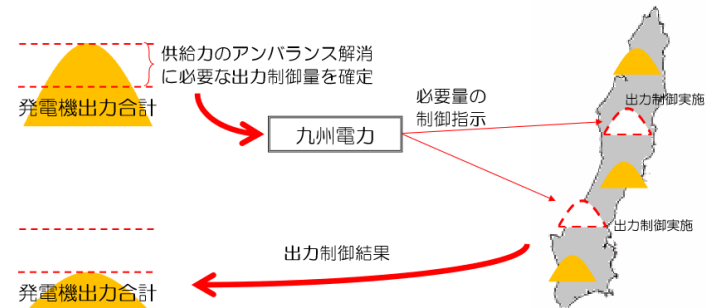 供給力のアンバランス解消
に必要な出力制御量を確定
発電機出力合計
九州電力
必要量の
制御指示
出力制御実施
出力制御実施
出力制御結果
発電機出力合計